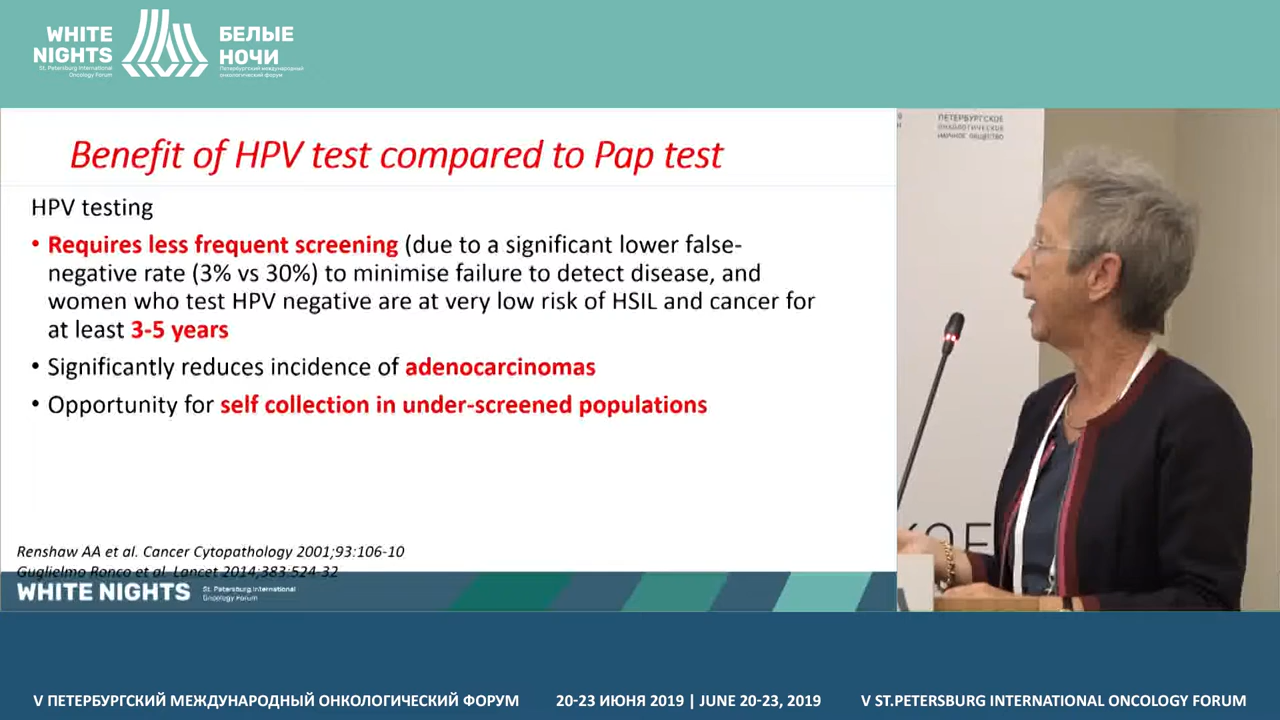 WHITE
NIGHTS
St. Petersburg International
Oncology Forum
БЕЛЫЕ
НОЧИ
Петербургский международный
онкологический форум
Benefit of HPV test compared to Pap test
HPV testing
• Requires less frequent screening (due to a significant lower false-
negative rate (3% vs 30%) to minimise failure to detect disease, and
women who test HPV negative are at very low risk of HSIL and cancer for
at least 3-5 years
• Significantly reduces incidence of adenocarcinomas
• Opportunity for self collection in under-screened populations
Renshaw AA et al. Cancer Cytopathology 2001;93:106-10
Guglielmo Ronco et al. Lancet 2014;383:524-32
WHITE NIGHTS
St. Petersburg International
Oncology Forum
ПЕТЕРБУРГСКОЕ
ОНКОЛОГИЧЕСКОЕ
НАУЧНОЕ ОБЩЕСТВО
V ПЕТЕРБУРГСКИЙ МЕЖДУНАРОДНЫЙ ОНКОЛОГИЧЕСКИЙ ФОРУМ
20-23 ИЮНЯ 2019 | JUNE 20-23, 2019
V ST.PETERSBURG INTERNATIONAL ONCOLOGY FORUM